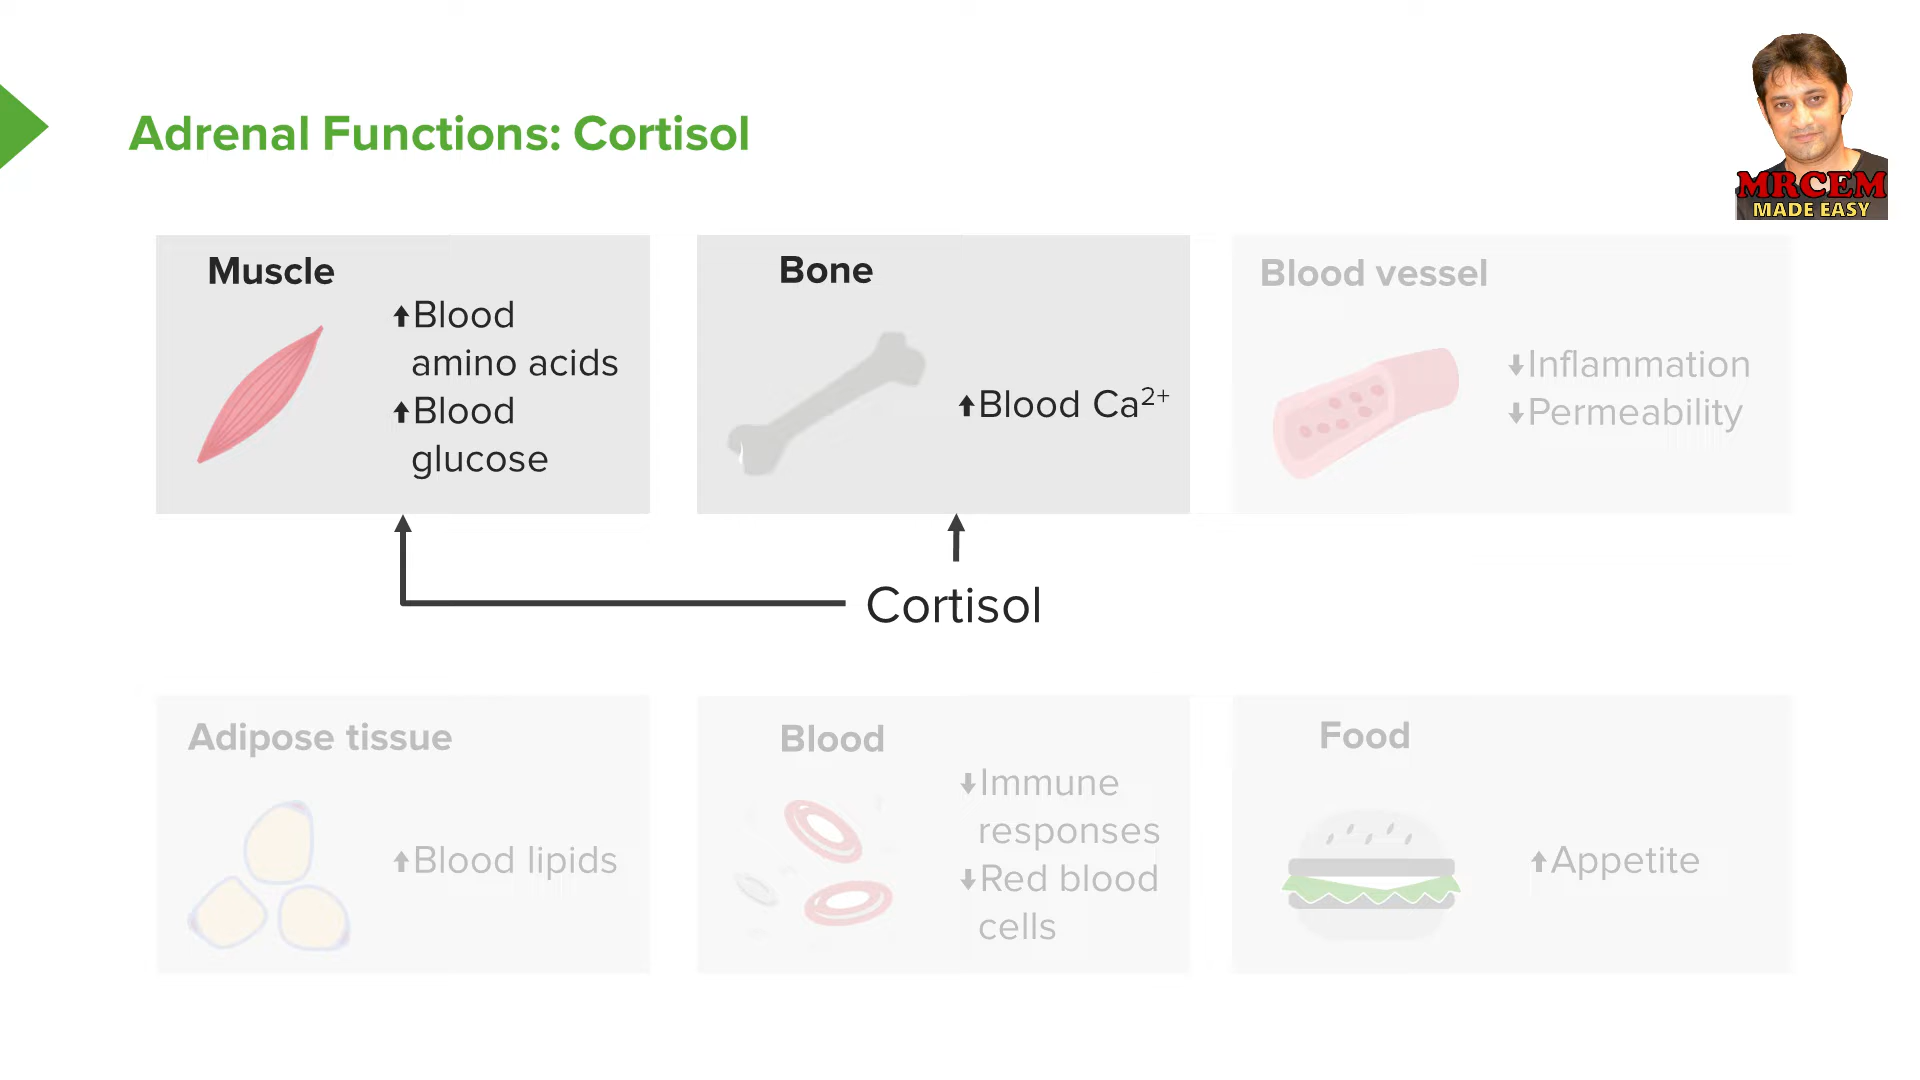 Adrenal Functions: Cortisol
MRCEM
MADE EASY
Muscle
⬆Blood
amino acids
⬆Blood
glucose
Bone
⬆Blood Ca²⁺
Blood vessel
⬇Inflammation
⬇Permeability
Cortisol
Adipose tissue
⬆Blood lipids
Blood
⬇Immune
responses
⬇Red blood
cells
Food
⬆Appetite